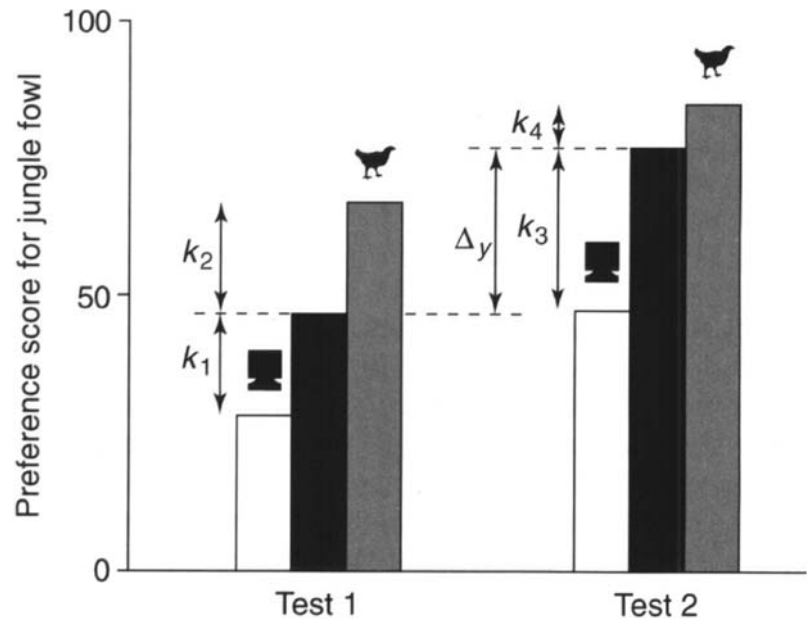 Preference score for jungle fowl
100
50
0
k₁
k₂
Δy
k₃
k₄
Test 1
Test 2